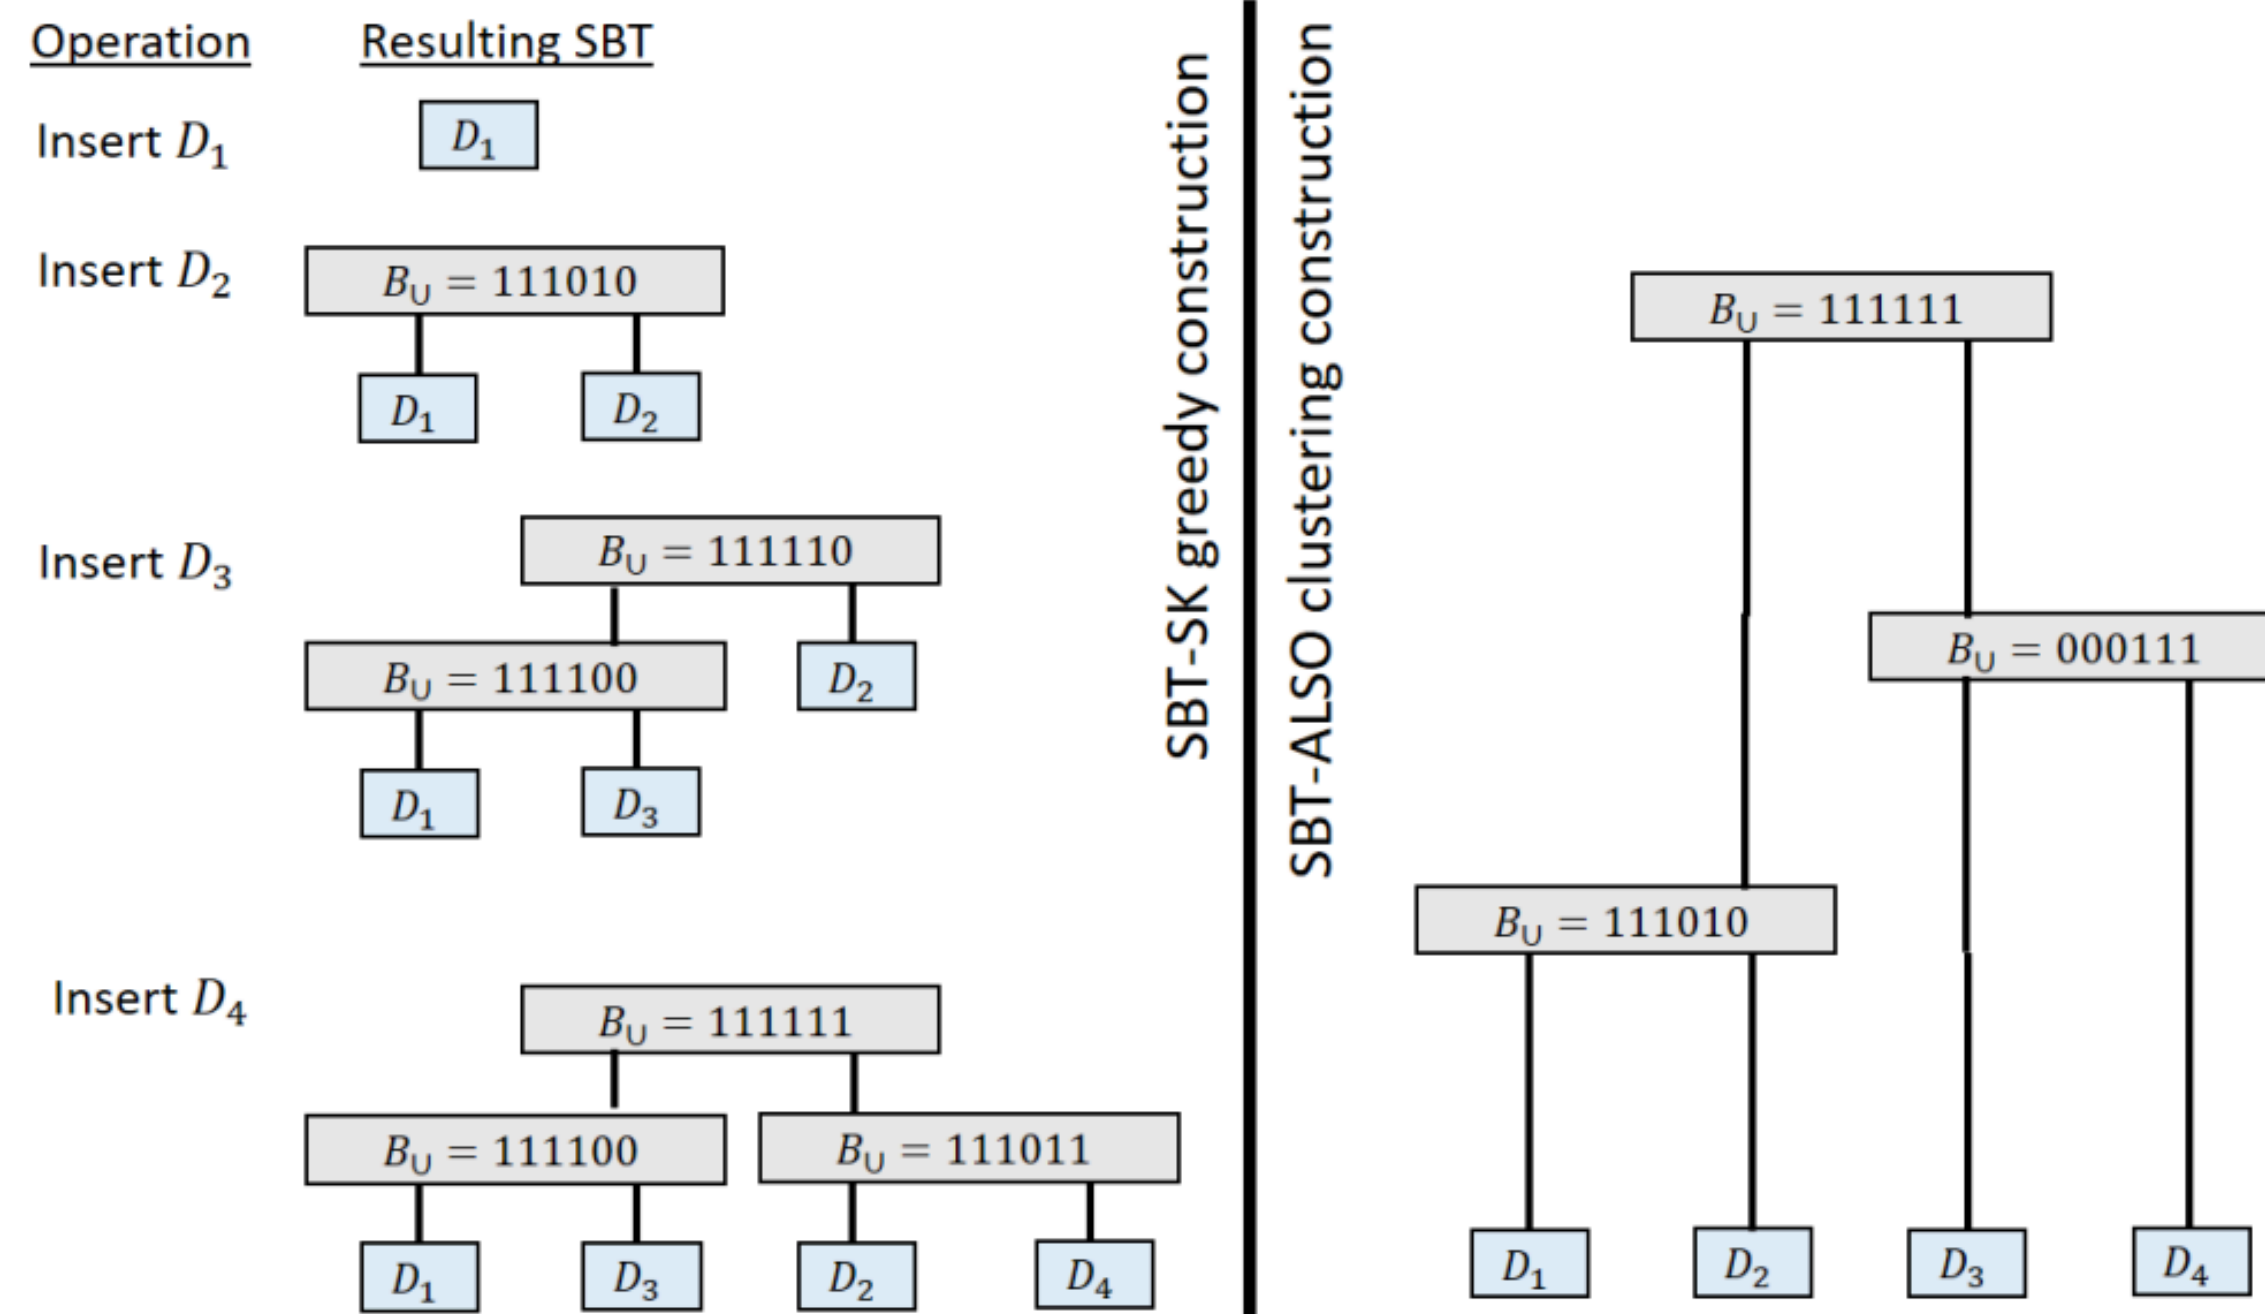 Operation Resulting SBT
Insert D₁
D₁
Insert D₂
B∪ = 111010
D₁ D₂
Insert D₃
B∪ = 111110
B∪ = 111100
D₂
D₁ D₃
Insert D₄
B∪ = 111111
B∪ = 111100 B∪ = 111011
D₁ D₃ D₂ D₄
SBT-SK greedy construction
SBT-ALSO clustering construction
B∪ = 111111
B∪ = 000111
B∪ = 111010
D₁ D₂ D₃ D₄